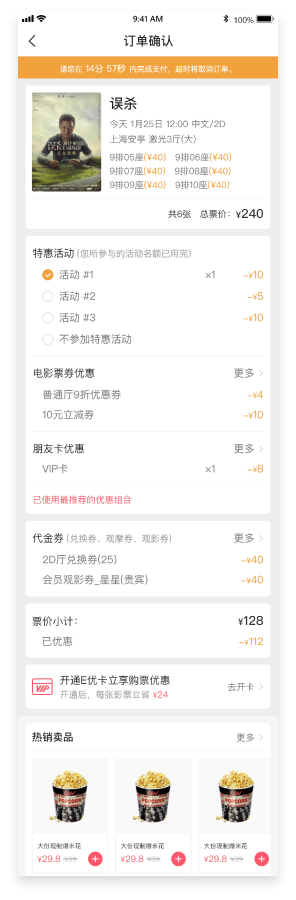 9:41 AM
100%
订单确认
请您在 14分 57秒 内完成支付，超时将取消订单。
误杀
今天 1月25日 12:00 中文/2D
上海安亭 激光3厅(大)
9排05座(¥40) 9排06座(¥40)
9排07座(¥40) 9排08座(¥40)
9排09座(¥40) 9排10座(¥40)
共6张 总票价：¥240
特惠活动 (您所参与的活动名额已用完)
活动 #1 ×1 -¥10
活动 #2 -¥5
活动 #3 -¥10
不参加特惠活动
电影票券优惠 更多
普通厅9折优惠券 -¥4
10元立减券 -¥10
朋友卡优惠 更多
VIP卡 ×1 -¥8
已使用最推荐的优惠组合
代金券 (兑换券、观摩券、观影券) 更多
2D厅兑换券(25) -¥40
会员观影券_星星(贵宾) -¥40
票价小计： ¥128
已优惠 -¥112
VIP
开通E优卡立享购票优惠
开通后，每张影票立省 ¥24
去开卡
热销卖品 更多
POPCORN POPCORN POPCORN
大份现制爆米花 大份现制爆米花 大份现制爆米花
¥29.8 ¥39 ¥29.8 ¥39 ¥29.8 ¥39